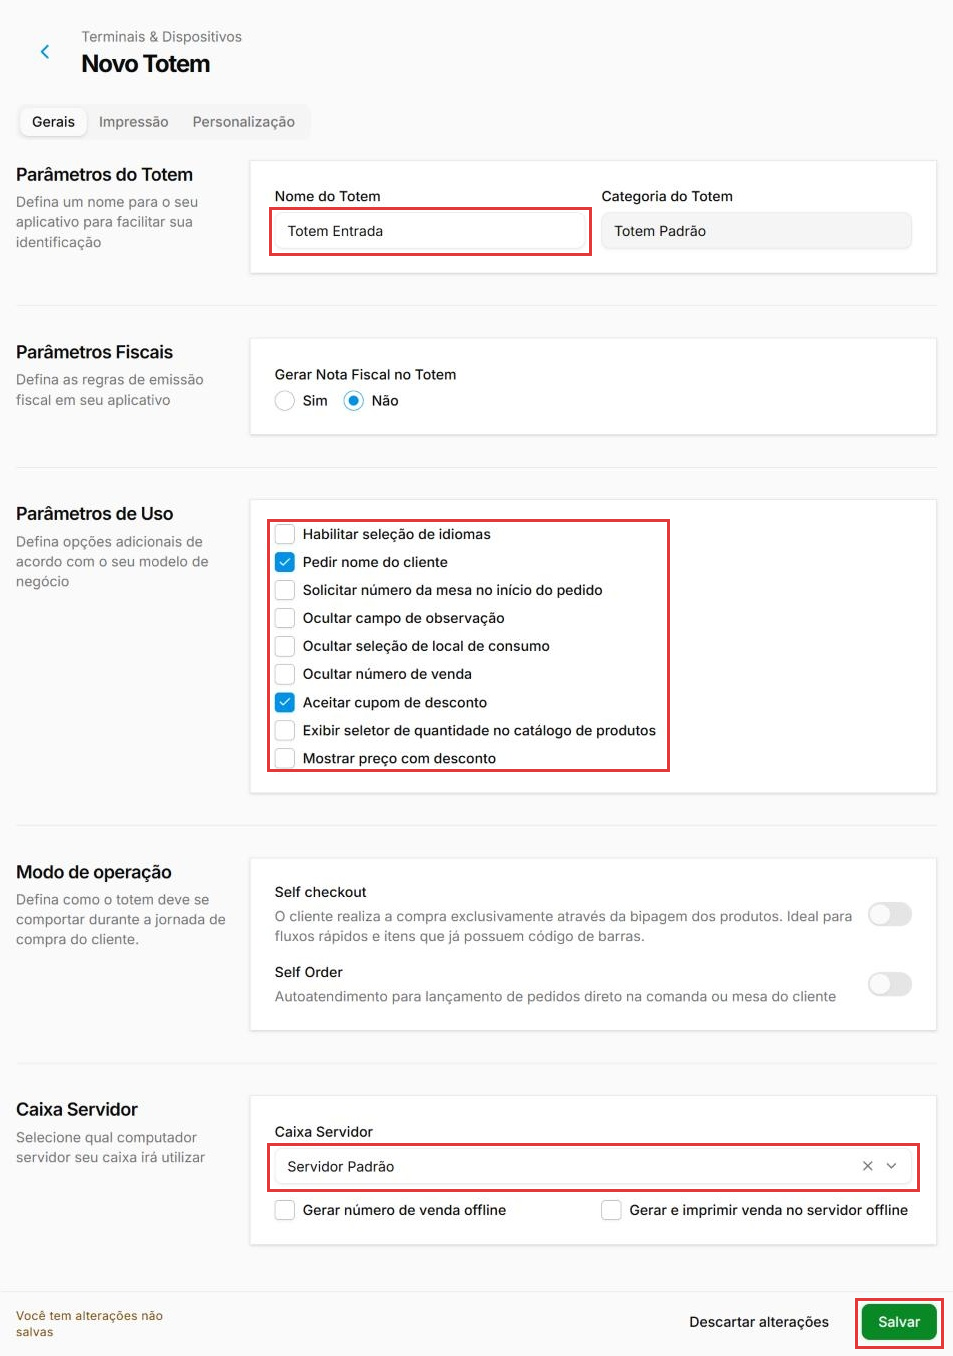 Terminais & Dispositivos
Novo Totem
Gerais
Impressão
Personalização
Parâmetros do Totem
Defina um nome para o seu
aplicativo para facilitar sua
identificação
Nome do Totem
Totem Entrada
Categoria do Totem
Totem Padrão
Parâmetros Fiscais
Defina as regras de emissão
fiscal em seu aplicativo
Gerar Nota Fiscal no Totem
Sim
Não
Parâmetros de Uso
Defina opções adicionais de
acordo com o seu modelo de
negócio
Habilitar seleção de idiomas
Pedir nome do cliente
Solicitar número da mesa no início do pedido
Ocultar campo de observação
Ocultar seleção de local de consumo
Ocultar número de venda
Aceitar cupom de desconto
Exibir seletor de quantidade no catálogo de produtos
Mostrar preço com desconto
Modo de operação
Defina como o totem deve se
comportar durante a jornada de
compra do cliente.
Self checkout
O cliente realiza a compra exclusivamente através da bipagem dos produtos. Ideal para
fluxos rápidos e itens que já possuem código de barras.
Self Order
Autoatendimento para lançamento de pedidos direto na comanda ou mesa do cliente
Caixa Servidor
Selecione qual computador
servidor seu caixa irá utilizar
Caixa Servidor
Servidor Padrão
Gerar número de venda offline
Gerar e imprimir venda no servidor offline
Você tem alterações não
salvas
Descartar alterações
Salvar